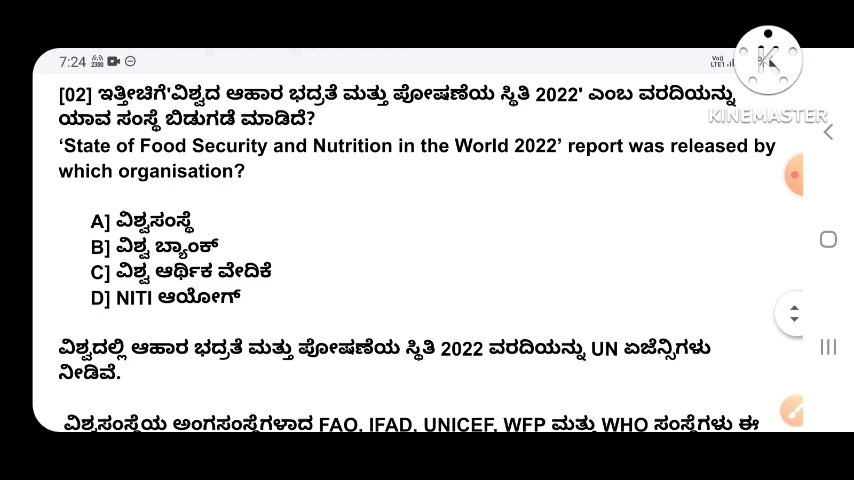 7:24
KINEMASTER
[02] ಇತ್ತೀಚಿಗೆ'ವಿಶ್ವದ ಆಹಾರ ಭದ್ರತೆ ಮತ್ತು ಪೋಷಣೆಯ ಸ್ಥಿತಿ 2022' ಎಂಬ ವರದಿಯನ್ನು
ಯಾವ ಸಂಸ್ಥೆ ಬಿಡುಗಡೆ ಮಾಡಿದೆ?
‘State of Food Security and Nutrition in the World 2022’ report was released by
which organisation?
A] ವಿಶ್ವಸಂಸ್ಥೆ
B] ವಿಶ್ವ ಬ್ಯಾಂಕ್
C] ವಿಶ್ವ ಆರ್ಥಿಕ ವೇದಿಕೆ
D] NITI ಆಯೋಗ್
ವಿಶ್ವದಲ್ಲಿ ಆಹಾರ ಭದ್ರತೆ ಮತ್ತು ಪೋಷಣೆಯ ಸ್ಥಿತಿ 2022 ವರದಿಯನ್ನು UN ಏಜೆನ್ಸಿಗಳು
ನೀಡಿವೆ.
ವಿಶ್ವಸಂಸ್ಥೆಯ ಅಂಗಸಂಸ್ಥೆಗಳಾದ FAO, IFAD, UNICEF, WFP ಮತ್ತು WHO ಸಂಸ್ಥೆಗಳು ಈ